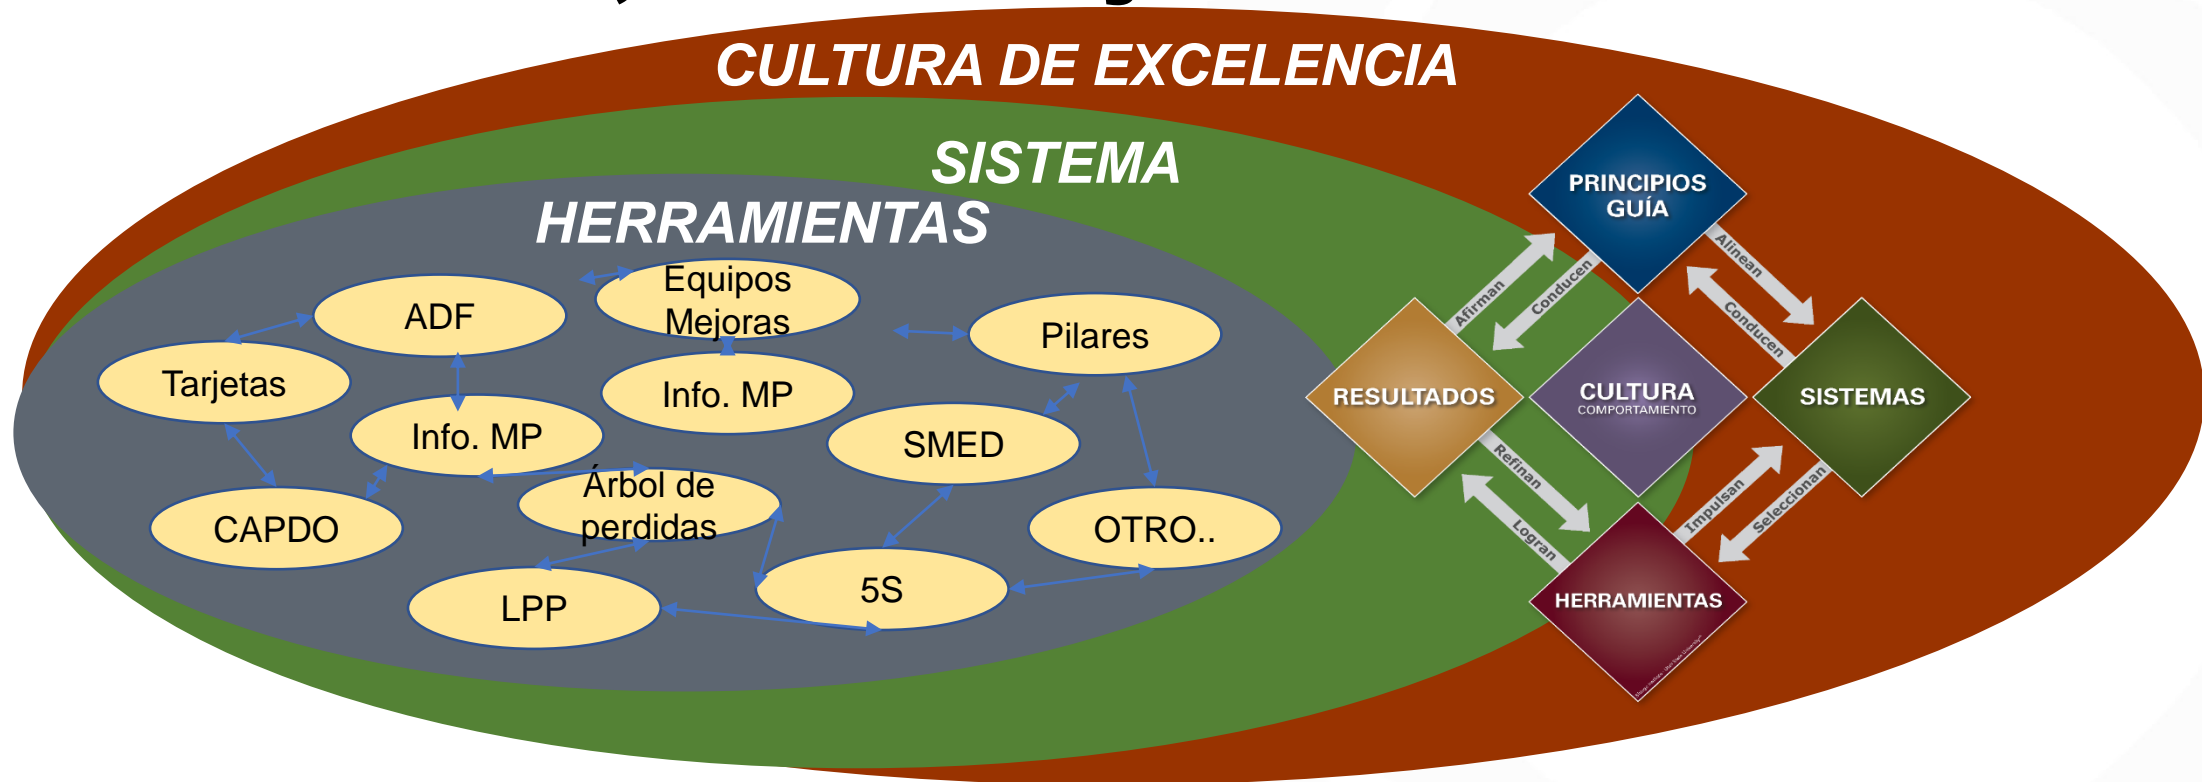 CULTURA DE EXCELENCIA
SISTEMA
HERRAMIENTAS
Equipos
Mejoras
ADF
Pilares
Tarjetas
Info. MP
Info. MP
SMED
Árbol de
perdidas
CAPDO
OTRO..
5S
LPP
PRINCIPIOS
GUÍA
Afirman
Conducen
Alinean
Conducen
RESULTADOS
CULTURA
COMPORTAMIENTO
SISTEMAS
Refinan
Logran
Impulsan
Seleccionan
HERRAMIENTAS